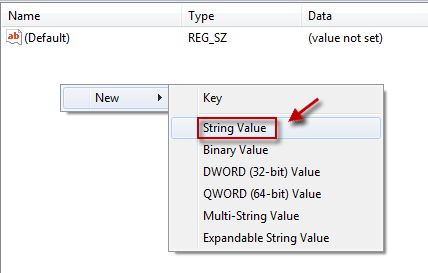 Name Type Data
ab (Default) REG_SZ (value not set)
New Key
String Value
Binary Value
DWORD (32-bit) Value
QWORD (64-bit) Value
Multi-String Value
Expandable String Value